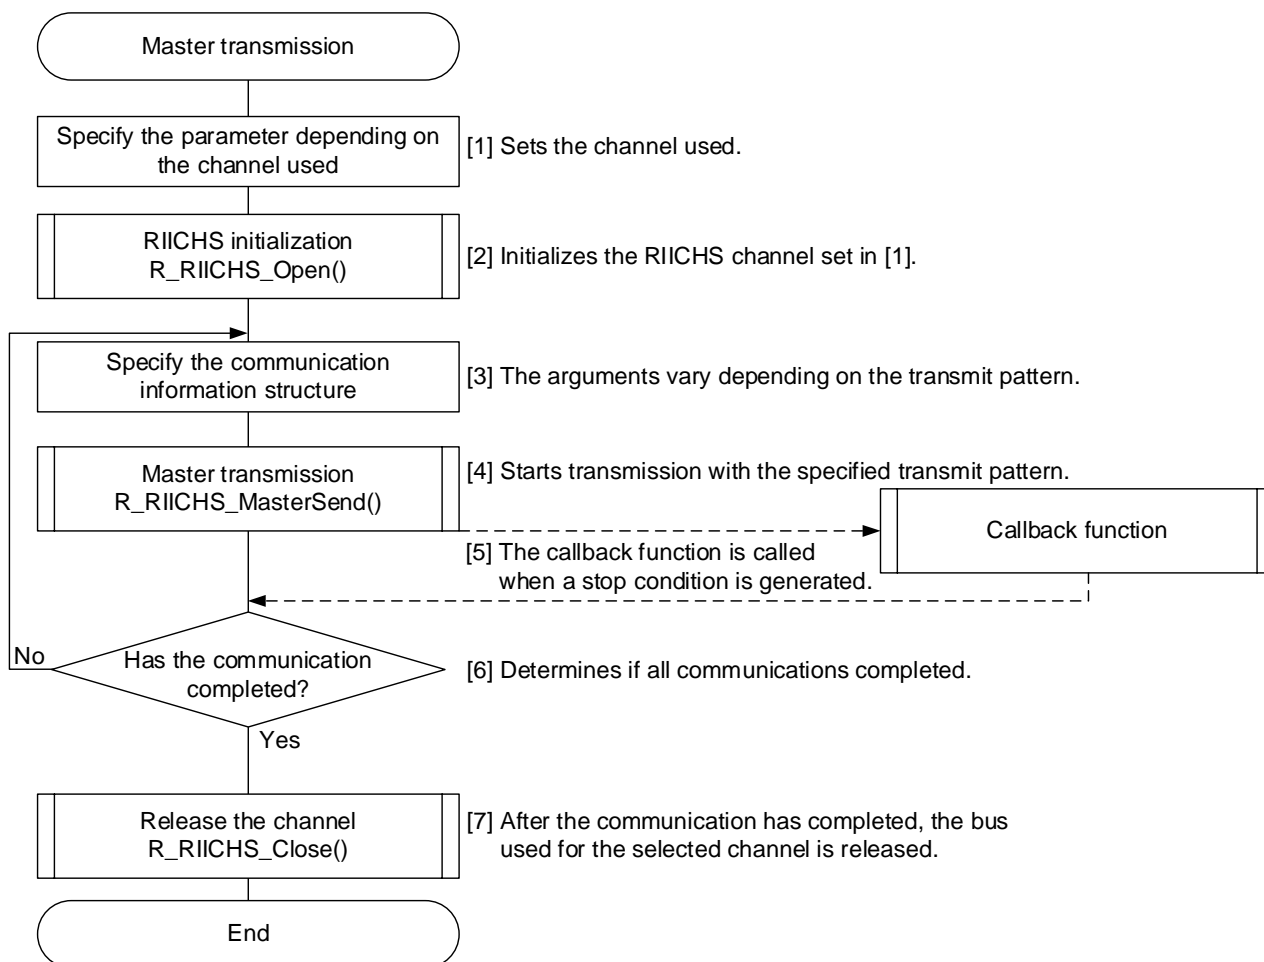 Master transmission
Specify the parameter depending on
the channel used
[1] Sets the channel used.
RIICHS initialization
R_RIICHS_Open()
[2] Initializes the RIICHS channel set in [1].
Specify the communication
information structure
[3] The arguments vary depending on the transmit pattern.
Master transmission
R_RIICHS_MasterSend()
[4] Starts transmission with the specified transmit pattern.
Callback function
[5] The callback function is called
when a stop condition is generated.
No
Has the communication
completed?
[6] Determines if all communications completed.
Yes
Release the channel
R_RIICHS_Close()
[7] After the communication has completed, the bus
used for the selected channel is released.
End